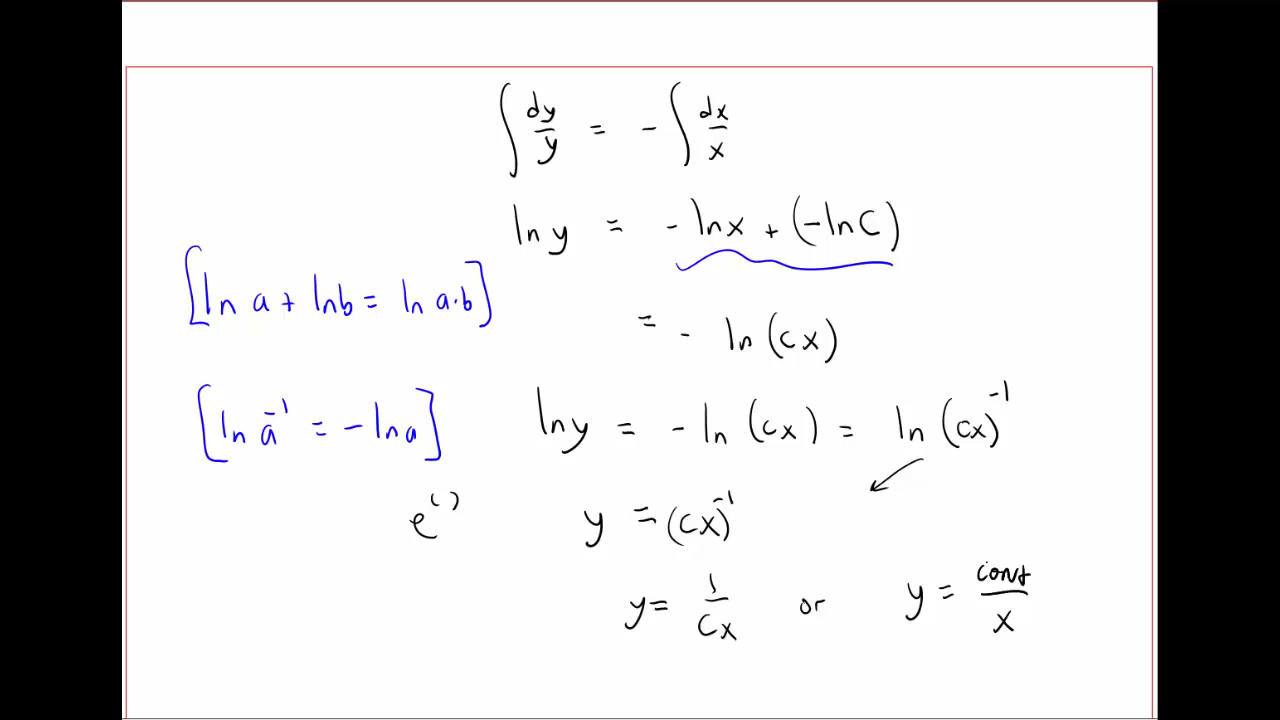 ∫ dy/y = - ∫ dx/x
ln y = - ln x + (-ln C)
[ln a + ln b = ln a·b]
= - ln (cx)
[ln a⁻¹ = - ln a]
ln y = - ln (cx) = ln (cx)⁻¹
e⁽ ⁾
y = (cx)⁻¹
y = 1/Cx or y = const/x